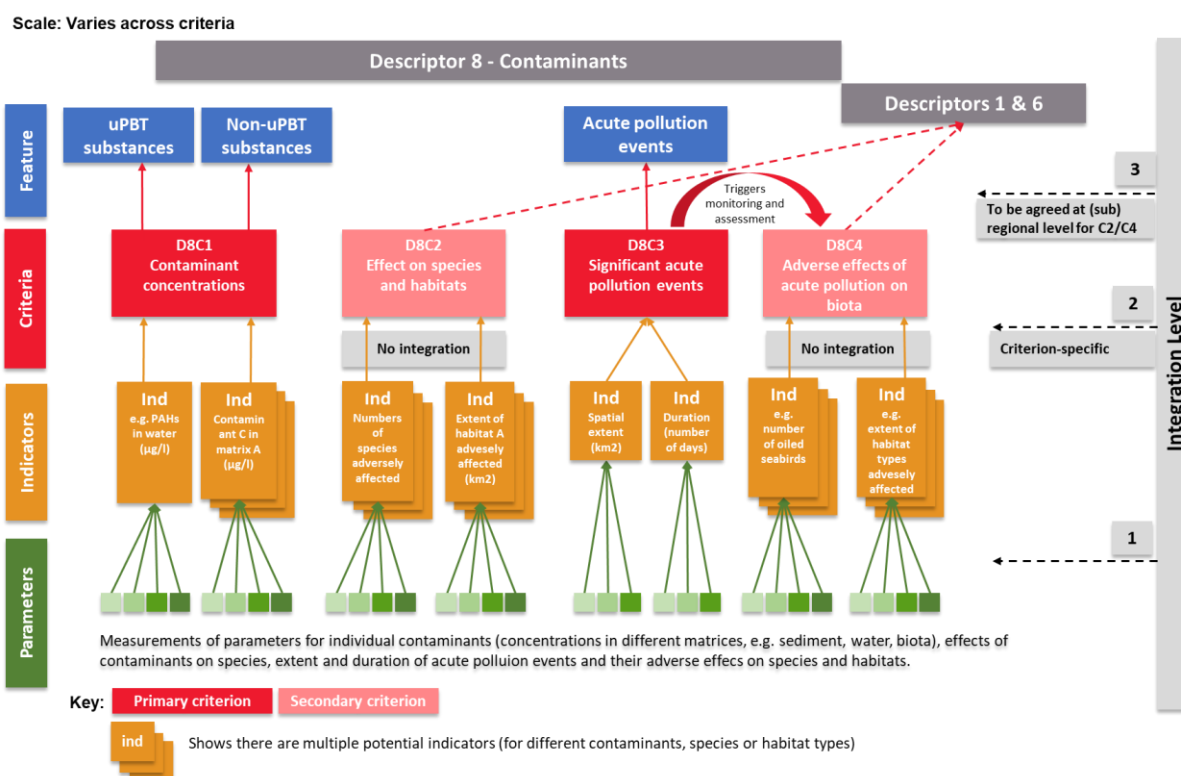 Scale: Varies across criteria
Descriptor 8 - Contaminants
Descriptors 1 & 6
Feature
uPBT
substances
Non-uPBT
substances
Acute pollution
events
Triggers
monitoring and
assessment
3
To be agreed at (sub)
regional level for C2/C4
Criteria
D8C1
Contaminant
concentrations
D8C2
Effect on species
and habitats
D8C3
Significant acute
pollution events
D8C4
Adverse effects of
acute pollution on
biota
2
Criterion-specific
No integration
No integration
Integration Level
Indicators
Ind
e.g. PAHs
in water
(µg/l)
Ind
Contamin
ant C in
matrix A
(µg/l)
Ind
Numbers
of
species
adversely
affected
Ind
Extent of
habitat A
advesely
affected
(km2)
Ind
Spatial
extent
(km2)
Ind
Duration
(number
of days)
Ind
e.g.
number
of oiled
seabirds
Ind
e.g.
extent of
habitat
types
advesely
affected
1
Parameters
Measurements of parameters for individual contaminants (concentrations in different matrices, e.g. sediment, water, biota), effects of
contaminants on species, extent and duration of acute polluion events and their adverse effecs on species and habitats.
Key:
Primary criterion
Secondary criterion
ind
Shows there are multiple potential indicators (for different contaminants, species or habitat types)